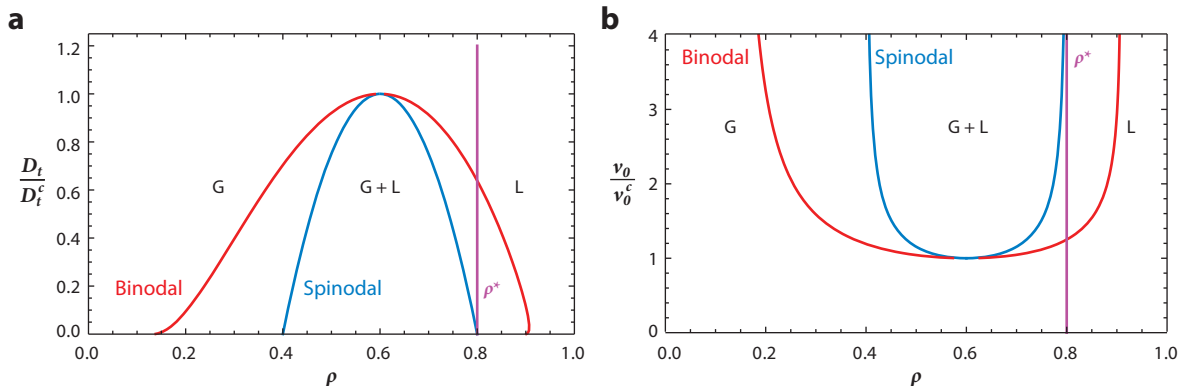 a
1.2
1.0
0.8
0.6
0.4
0.2
0.0
D_t
D_t^c
G
G + L
L
Binodal
Spinodal
ρ*
0.0 0.2 0.4 0.6 0.8 1.0
ρ
b
4
3
2
1
0
v_0
v_0^c
Binodal
Spinodal
ρ*
G
G + L
L
0.0 0.2 0.4 0.6 0.8 1.0
ρ